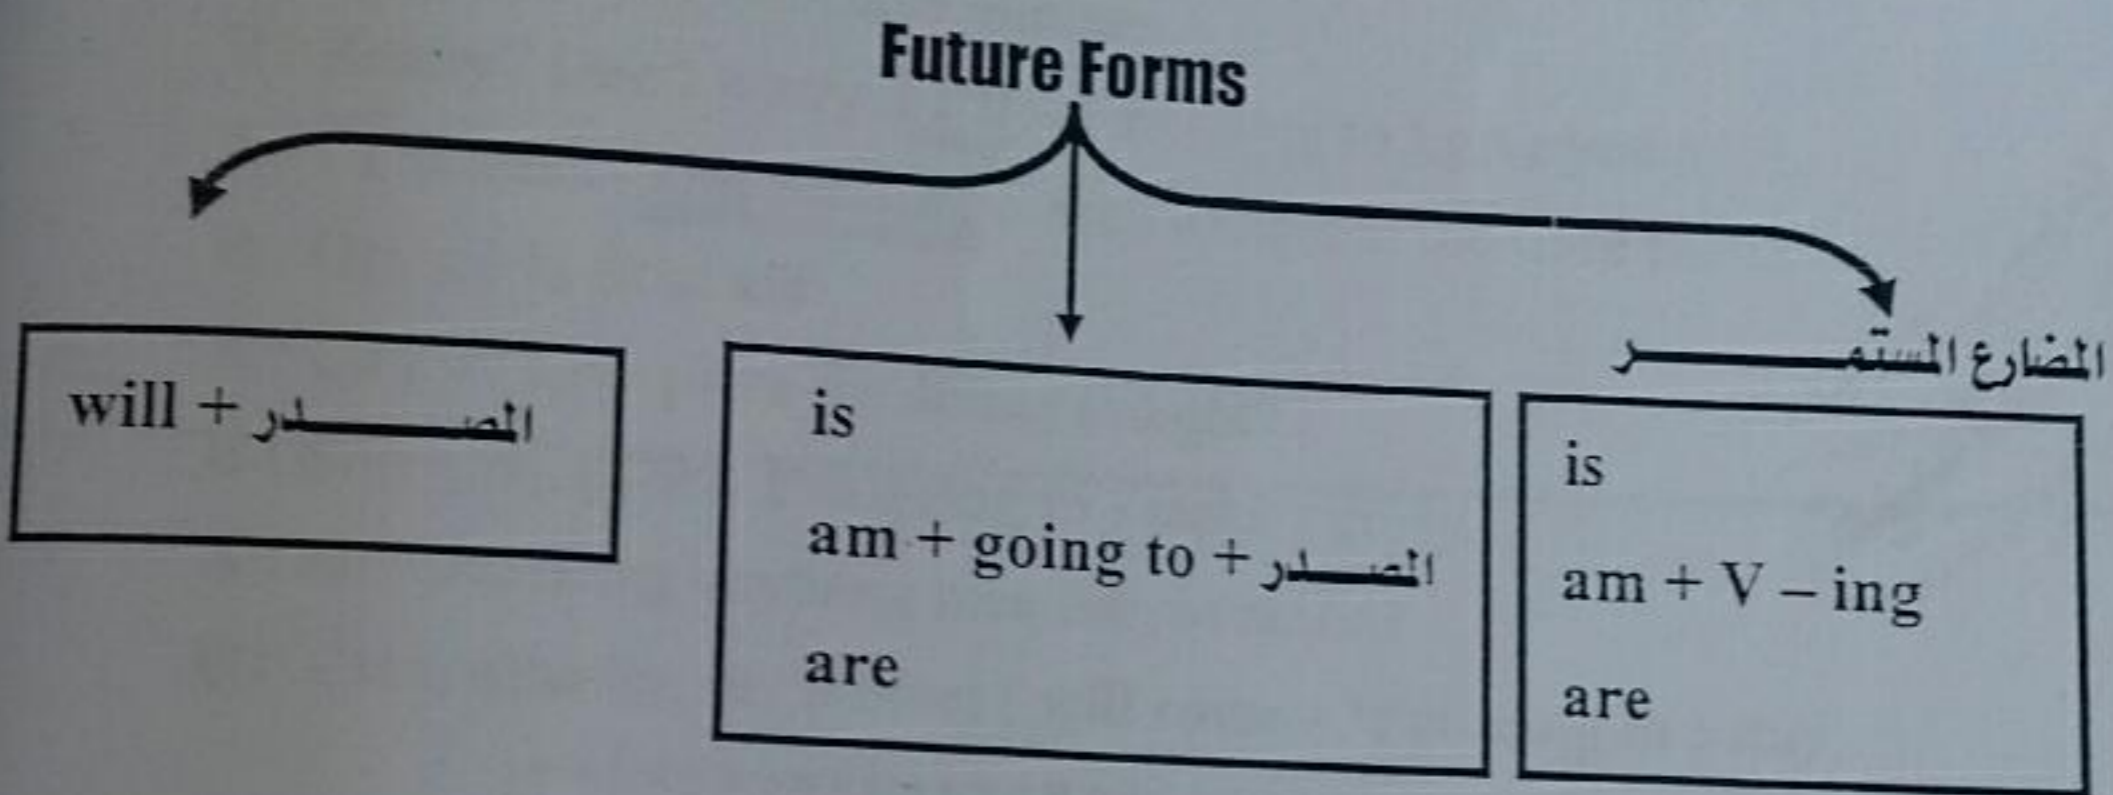 Future Forms
will + المصدر
is
am + going to + المصدر
are
المضارع المستمر
is
am + V – ing
are